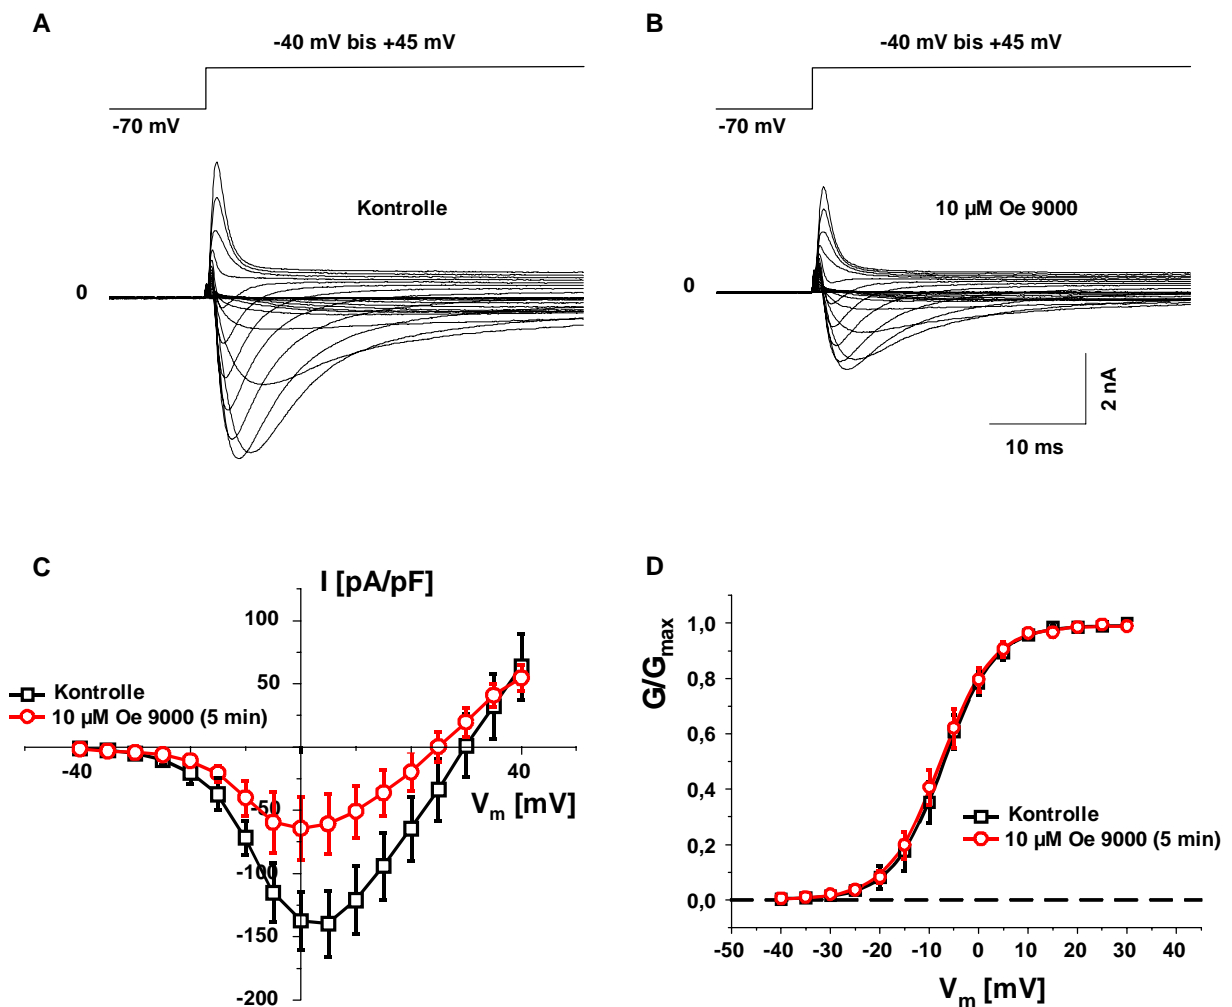 A
-40 mV bis +45 mV
-70 mV
Kontrolle
0
B
-40 mV bis +45 mV
-70 mV
10 µM Oe 9000
0
2 nA
10 ms
C
I [pA/pF]
100
50
Kontrolle
10 µM Oe 9000 (5 min)
-40
40
V_m [mV]
-50
-100
-150
-200
D
G/G_max
1,0
0,8
0,6
0,4
0,2
0,0
Kontrolle
10 µM Oe 9000 (5 min)
-50 -40 -30 -20 -10 0 10 20 30 40
V_m [mV]